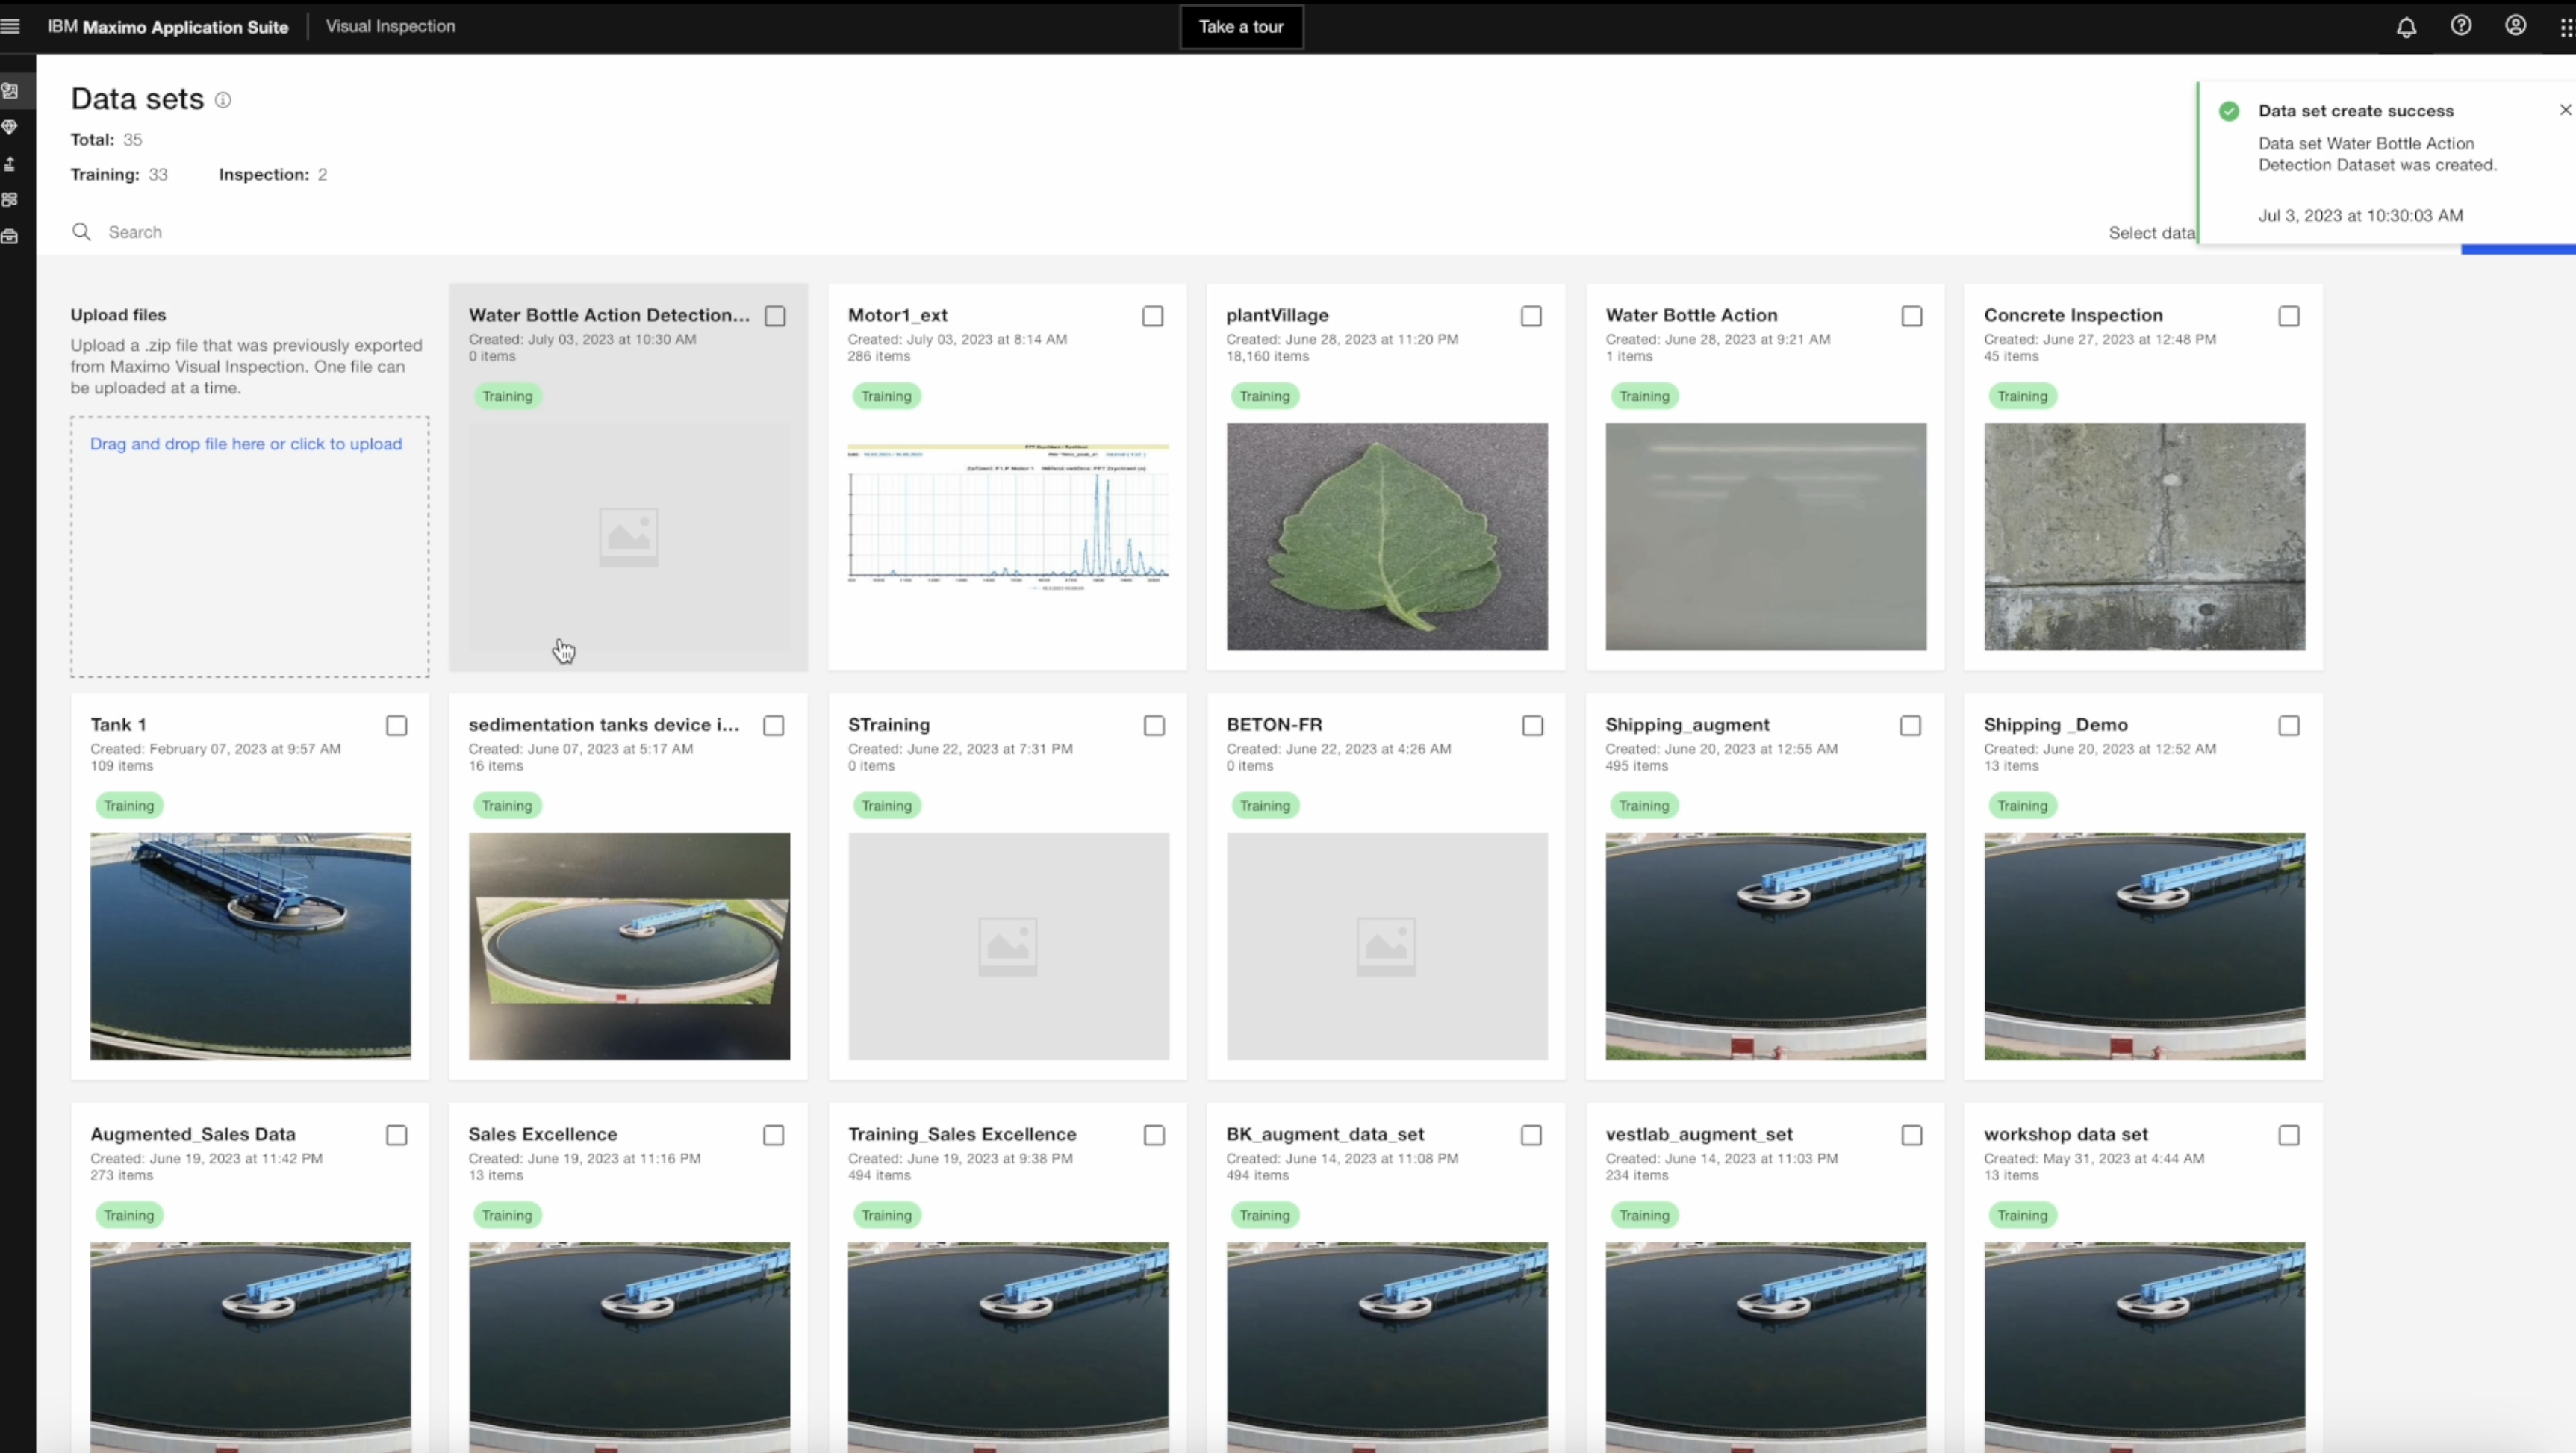 IBM Maximo Application Suite
Visual Inspection
Take a tour
Data sets
Total: 35
Training: 33 Inspection: 2
Search
Select data
Data set create success
Data set Water Bottle Action
Detection Dataset was created.
Jul 3, 2023 at 10:30:03 AM
Upload files
Upload a .zip file that was previously exported
from Maximo Visual Inspection. One file can
be uploaded at a time.
Drag and drop file here or click to upload
Water Bottle Action Detection...
Created: July 03, 2023 at 10:30 AM
0 items
Training
Motor1_ext
Created: July 03, 2023 at 8:14 AM
286 items
Training
plantVillage
Created: June 28, 2023 at 11:20 PM
18,160 items
Training
Water Bottle Action
Created: June 28, 2023 at 9:21 AM
1 items
Training
Concrete Inspection
Created: June 27, 2023 at 12:48 PM
45 items
Training
Tank 1
Created: February 07, 2023 at 9:57 AM
109 items
Training
sedimentation tanks device i...
Created: June 07, 2023 at 5:17 AM
16 items
Training
STraining
Created: June 22, 2023 at 7:31 PM
0 items
Training
BETON-FR
Created: June 22, 2023 at 4:26 AM
0 items
Training
Shipping_augment
Created: June 20, 2023 at 12:55 AM
495 items
Training
Shipping _Demo
Created: June 20, 2023 at 12:52 AM
13 items
Training
Augmented_Sales Data
Created: June 19, 2023 at 11:42 PM
273 items
Training
Sales Excellence
Created: June 19, 2023 at 11:16 PM
13 items
Training
Training_Sales Excellence
Created: June 19, 2023 at 9:38 PM
494 items
Training
BK_augment_data_set
Created: June 14, 2023 at 11:08 PM
494 items
Training
vestlab_augment_set
Created: June 14, 2023 at 11:03 PM
234 items
Training
workshop data set
Created: May 31, 2023 at 4:44 AM
13 items
Training